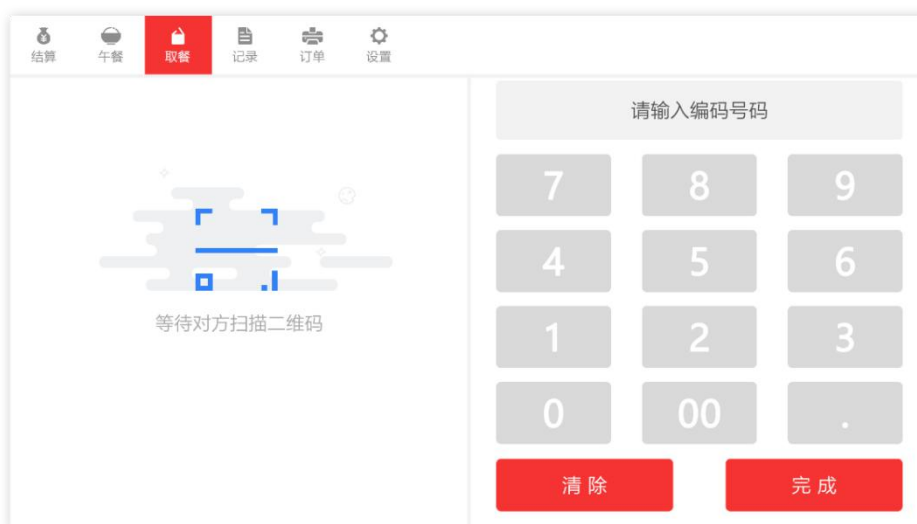 结算 午餐 取餐 记录 订单 设置
请输入编码号码
7 8 9
4 5 6
等待对方扫描二维码
1 2 3
0 00 .
清除 完成